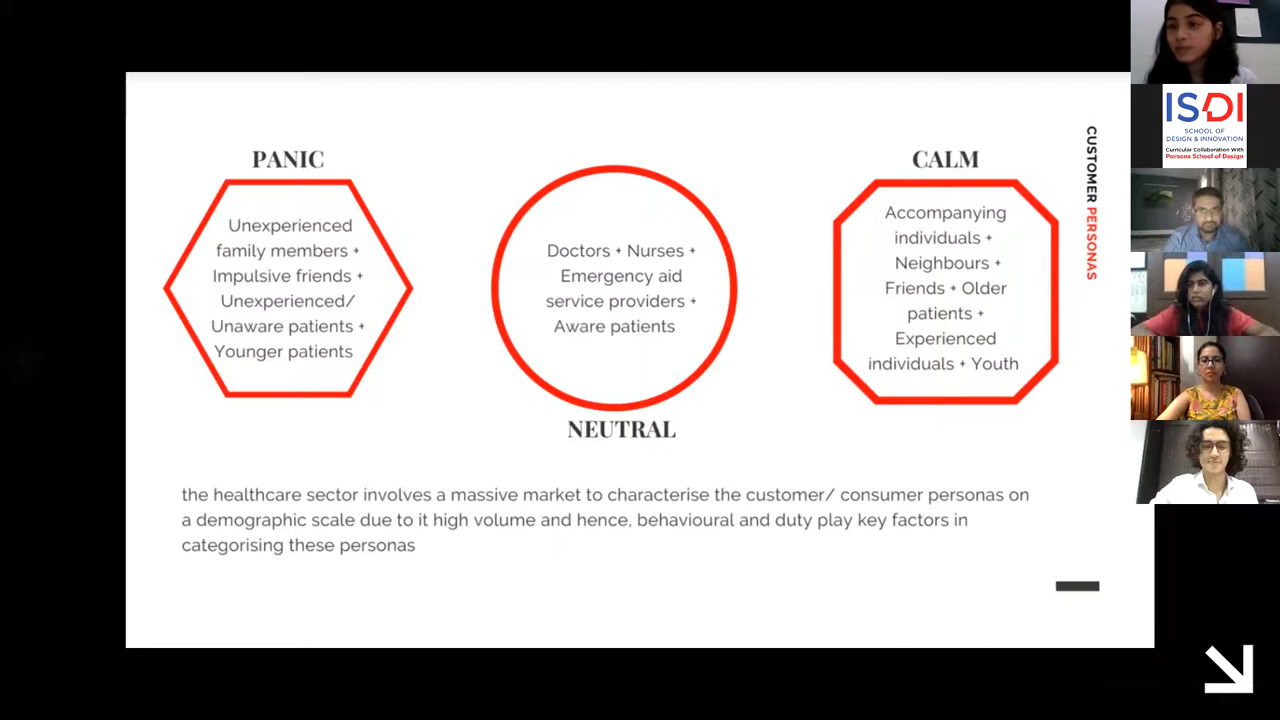 PANIC
Unexperienced
family members +
Impulsive friends +
Unexperienced/
Unaware patients +
Younger patients
Doctors + Nurses +
Emergency aid
service providers +
Aware patients
NEUTRAL
CALM
Accompanying
individuals +
Neighbours +
Friends + Older
patients +
Experienced
individuals + Youth
CUSTOMER PERSONAS
the healthcare sector involves a massive market to characterise the customer/ consumer personas on
a demographic scale due to it high volume and hence, behavioural and duty play key factors in
categorising these personas
ISDI
SCHOOL OF
DESIGN & INNOVATION
Curricular Collaboration With
Parsons School of Design